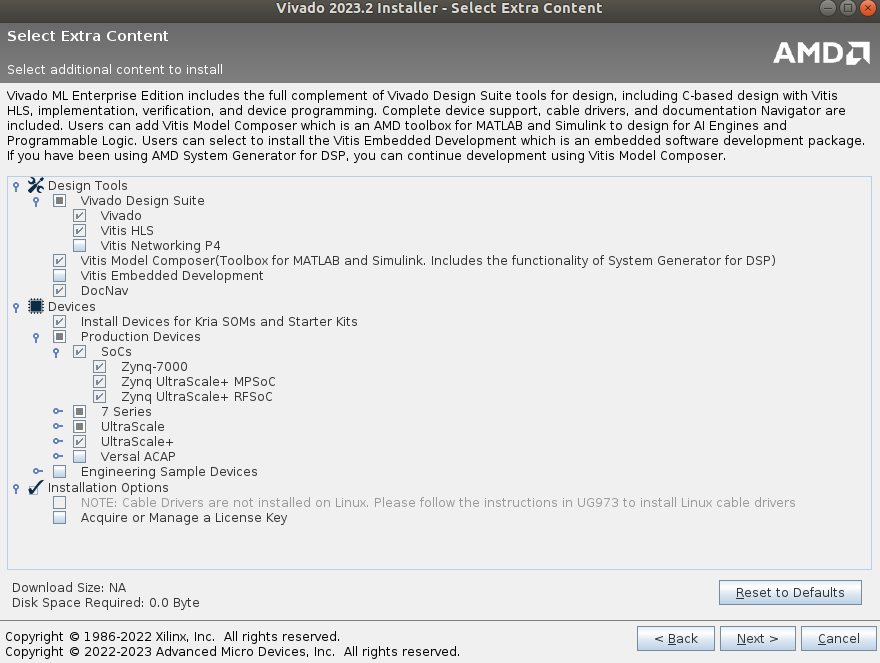 Vivado 2023.2 Installer - Select Extra Content
Select Extra Content
AMD
Select additional content to install
Vivado ML Enterprise Edition includes the full complement of Vivado Design Suite tools for design, including C-based design with Vitis
HLS, implementation, verification, and device programming. Complete device support, cable drivers, and documentation Navigator are
included. Users can add Vitis Model Composer which is an AMD toolbox for MATLAB and Simulink to design for AI Engines and
Programmable Logic. Users can select to install the Vitis Embedded Development which is an embedded software development package.
If you have been using AMD System Generator for DSP, you can continue development using Vitis Model Composer.
Design Tools
Vivado Design Suite
Vivado
Vitis HLS
Vitis Networking P4
Vitis Model Composer(Toolbox for MATLAB and Simulink. Includes the functionality of System Generator for DSP)
Vitis Embedded Development
DocNav
Devices
Install Devices for Kria SOMs and Starter Kits
Production Devices
SoCs
Zynq-7000
Zynq UltraScale+ MPSoC
Zynq UltraScale+ RFSoC
7 Series
UltraScale
UltraScale+
Versal ACAP
Engineering Sample Devices
Installation Options
NOTE: Cable Drivers are not installed on Linux. Please follow the instructions in UG973 to install Linux cable drivers
Acquire or Manage a License Key
Download Size: NA
Disk Space Required: 0.0 Byte
Reset to Defaults
Copyright © 1986-2022 Xilinx, Inc. All rights reserved.
Copyright © 2022-2023 Advanced Micro Devices, Inc. All rights reserved.
< Back
Next >
Cancel